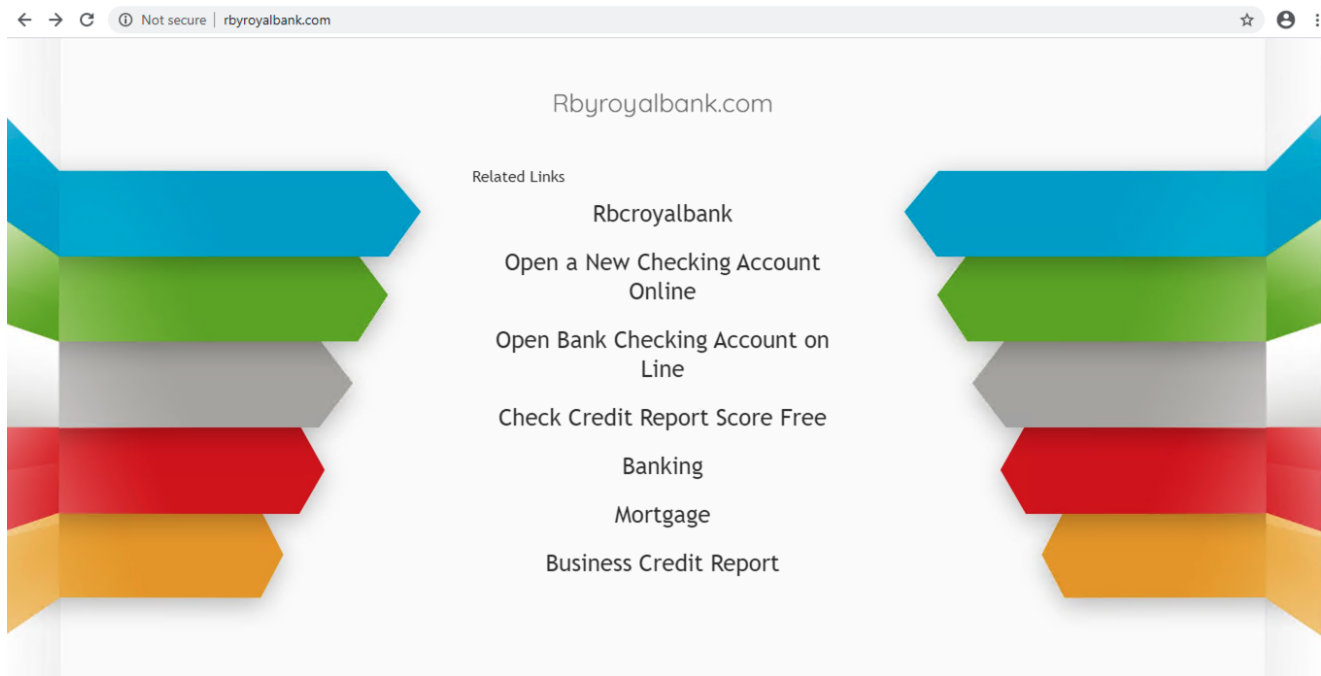 Not secure | rbyroyalbank.com
Rbyroyalbank.com
Related Links
Rbcroyalbank
Open a New Checking Account
Online
Open Bank Checking Account on
Line
Check Credit Report Score Free
Banking
Mortgage
Business Credit Report